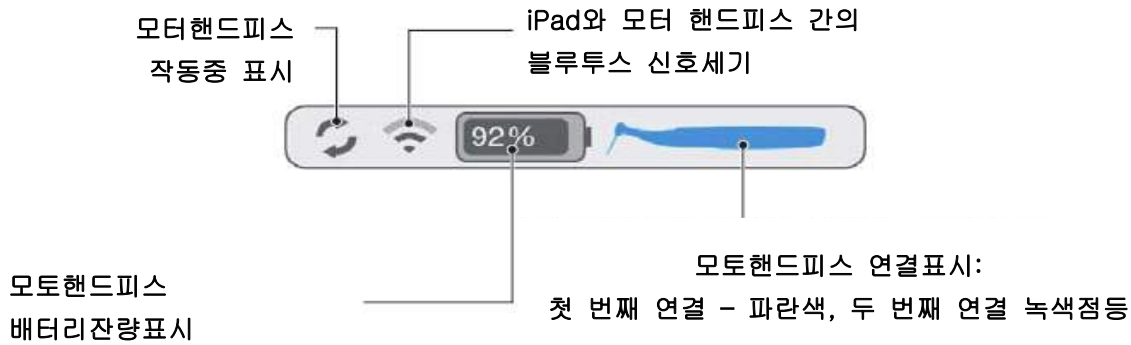 모터핸드피스
작동중 표시
iPad와 모터 핸드피스 간의
블루투스 신호세기
92%
모토핸드피스
배터리잔량표시
모토핸드피스 연결표시:
첫 번째 연결 – 파란색, 두 번째 연결 녹색점등